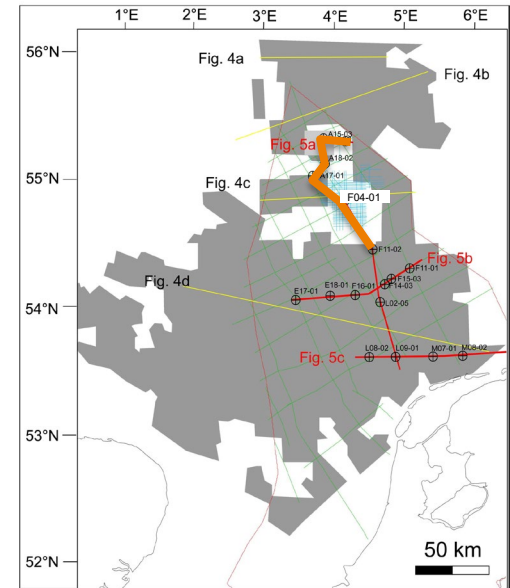 1°E 2°E 3°E 4°E 5°E 6°E
56°N
Fig. 4a
Fig. 4b
A15-03
Fig. 5a
A18-02
55°N
A17-01
Fig. 4c
F04-01
F11-02
Fig. 5b
F11-01
F15-03
Fig. 4d
F14-03
E17-01 E18-01 F16-01
54°N
L02-05
L08-02 L09-01 M07-01 M08-02
Fig. 5c
53°N
50 km
52°N